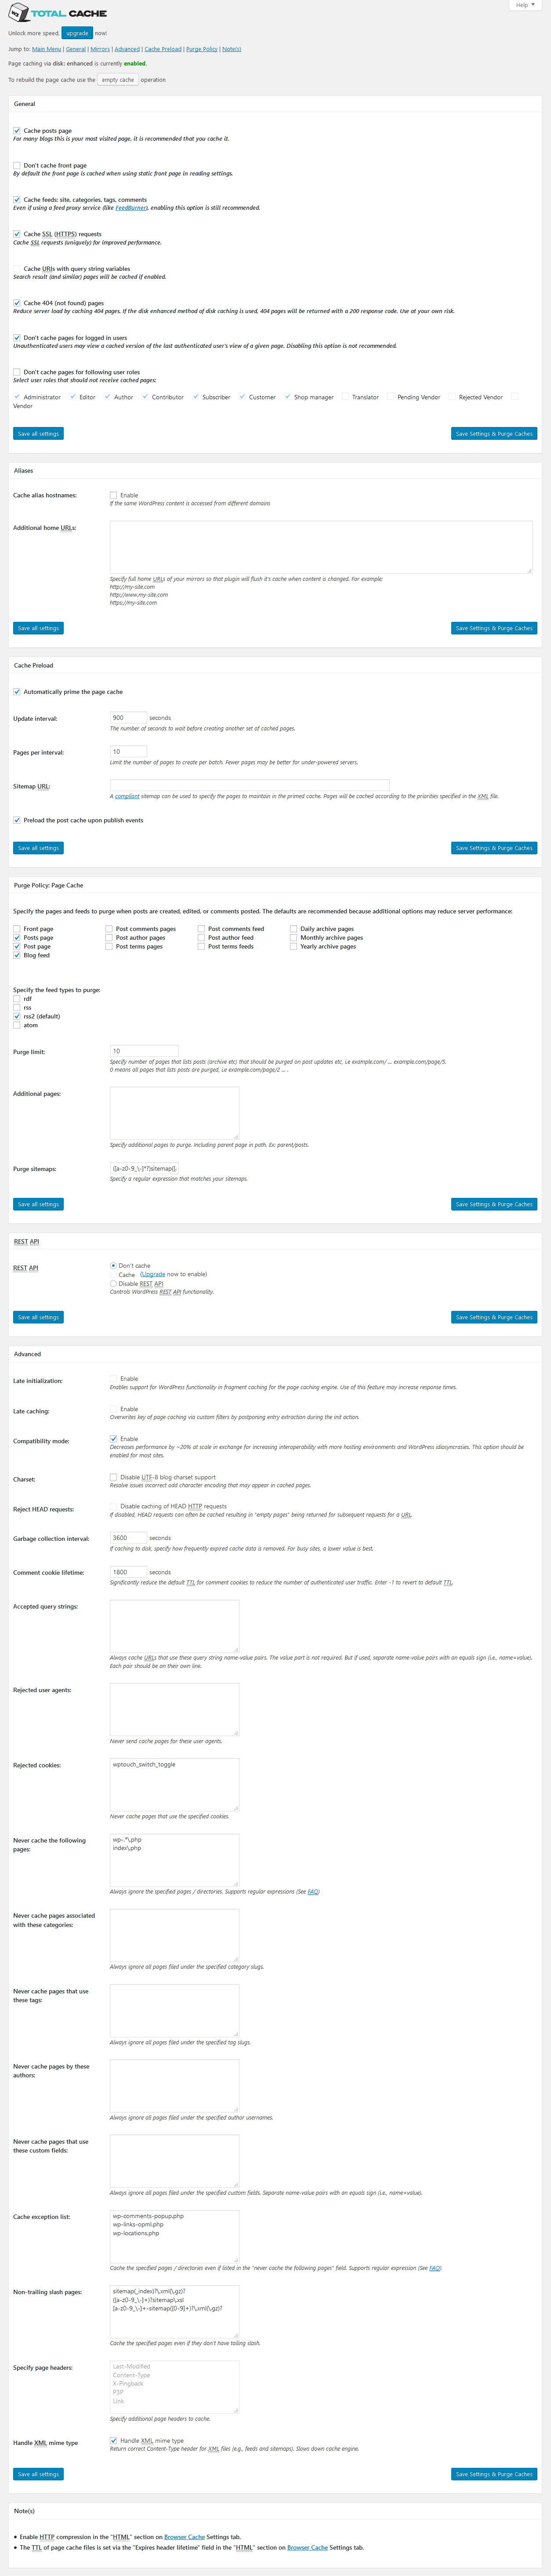 Help
W3 TOTAL CACHE
Unlock more speed, upgrade now!
Jump to: Main Menu | General | Mirrors | Advanced | Cache Preload | Purge Policy | Note(s)
Page caching via disk: enhanced is currently enabled.
To rebuild the page cache use the empty cache operation
General
Cache posts page
For many blogs this is your most visited page, it is recommended that you cache it.
Don't cache front page
By default the front page is cached when using static front page in reading settings.
Cache feeds: site, categories, tags, comments
Even if using a feed proxy service (like FeedBurner), enabling this option is still recommended.
Cache SSL (HTTPS) requests
Cache SSL requests (uniquely) for improved performance.
Cache URIs with query string variables
Search result (and similar) pages will be cached if enabled.
Cache 404 (not found) pages
Reduce server load by caching 404 pages. If the disk enhanced method of disk caching is used, 404 pages will be returned with a 200 response code. Use at your own risk.
Don't cache pages for logged in users
Unauthenticated users may view a cached version of the last authenticated user's view of a given page. Disabling this option is not recommended.
Don't cache pages for following user roles
Select user roles that should not receive cached pages:
Administrator Editor Author Contributor Subscriber Customer Shop manager Translator Pending Vendor Rejected Vendor
Vendor
Save all settings Save Settings & Purge Caches
Aliases
Cache alias hostnames: Enable
If the same WordPress content is accessed from different domains
Additional home URLs:
Specify full home URLs of your mirrors so that plugin will flush it's cache when content is changed. For example:
http://my-site.com
http://www.my-site.com
https://my-site.com
Save all settings Save Settings & Purge Caches
Cache Preload
Automatically prime the page cache
Update interval: 900 seconds
The number of seconds to wait before creating another set of cached pages.
Pages per interval: 10
Limit the number of pages to create per batch. Fewer pages may be better for under-powered servers.
Sitemap URL:
A compliant sitemap can be used to specify the pages to maintain in the primed cache. Pages will be cached according to the priorities specified in the XML file.
Preload the post cache upon publish events
Save all settings Save Settings & Purge Caches
Purge Policy: Page Cache
Specify the pages and feeds to purge when posts are created, edited, or comments posted. The defaults are recommended because additional options may reduce server performance:
Front page Post comments pages Post comments feed Daily archive pages
Posts page Post author pages Post author feed Monthly archive pages
Post page Post terms pages Post terms feeds Yearly archive pages
Blog feed
Specify the feed types to purge:
rdf
rss
rss2 (default)
atom
Purge limit: 10
Specify number of pages that lists posts (archive etc) that should be purged on post updates etc, i.e example.com/ ... example.com/page/5.
0 means all pages that lists posts are purged, i.e example.com/page/2 ... .
Additional pages:
Specify additional pages to purge. Including parent page in path. Ex: parent/posts.
Purge sitemaps: ([a-z0-9_\-]*?)sitemap([.
Specify a regular expression that matches your sitemaps.
Save all settings Save Settings & Purge Caches
REST API
REST API Don't cache
Cache (Upgrade now to enable)
Disable REST API
Controls WordPress REST API functionality.
Save all settings Save Settings & Purge Caches
Advanced
Late initialization: Enable
Enables support for WordPress functionality in fragment caching for the page caching engine. Use of this feature may increase response times.
Late caching: Enable
Overwrites key of page caching via custom filters by postponing entry extraction during the init action.
Compatibility mode: Enable
Decreases performance by ~20% at scale in exchange for increasing interoperability with more hosting environments and WordPress idiosyncrasies. This option should be
enabled for most sites.
Charset: Disable UTF-8 blog charset support
Resolve issues incorrect odd character encoding that may appear in cached pages.
Reject HEAD requests: Disable caching of HEAD HTTP requests
If disabled, HEAD requests can often be cached resulting in "empty pages" being returned for subsequent requests for a URL.
Garbage collection interval: 3600 seconds
If caching to disk, specify how frequently expired cache data is removed. For busy sites, a lower value is best.
Comment cookie lifetime: 1800 seconds
Significantly reduce the default TTL for comment cookies to reduce the number of authenticated user traffic. Enter -1 to revert to default TTL.
Accepted query strings:
Always cache URLs that use these query string name-value pairs. The value part is not required. But if used, separate name-value pairs with an equals sign (i.e., name=value).
Each pair should be on their own line.
Rejected user agents:
Never send cache pages for these user agents.
Rejected cookies: wptouch_switch_toggle
Never cache pages that use the specified cookies.
Never cache the following
pages:
wp-.*\.php
index\.php
Always ignore the specified pages / directories. Supports regular expressions (See FAQ)
Never cache pages associated
with these categories:
Always ignore all pages filed under the specified category slugs.
Never cache pages that use
these tags:
Always ignore all pages filed under the specified tag slugs.
Never cache pages by these
authors:
Always ignore all pages filed under the specified author usernames.
Never cache pages that use
these custom fields:
Always ignore all pages filed under the specified custom fields. Separate name-value pairs with an equal sign (i.e., name=value).
Cache exception list: wp-comments-popup.php
wp-links-opml.php
wp-locations.php
Cache the specified pages / directories even if listed in the "never cache the following pages" field. Supports regular expression (See FAQ)
Non-trailing slash pages: sitemap(_index)?\.xml(\.gz)?
([a-z0-9_\-]+)?sitemap\.xsl
[a-z0-9_\-]+-sitemap([0-9]+)?\.xml(\.gz)?
Cache the specified pages even if they don't have tailing slash.
Specify page headers: Last-Modified
Content-Type
X-Pingback
P3P
Link
Specify additional page headers to cache.
Handle XML mime type Handle XML mime type
Return correct Content-Type header for XML files (e.g., feeds and sitemaps). Slows down cache engine.
Save all settings Save Settings & Purge Caches
Note(s)
Enable HTTP compression in the "HTML" section on Browser Cache Settings tab.
The TTL of page cache files is set via the "Expires header lifetime" field in the "HTML" section on Browser Cache Settings tab.